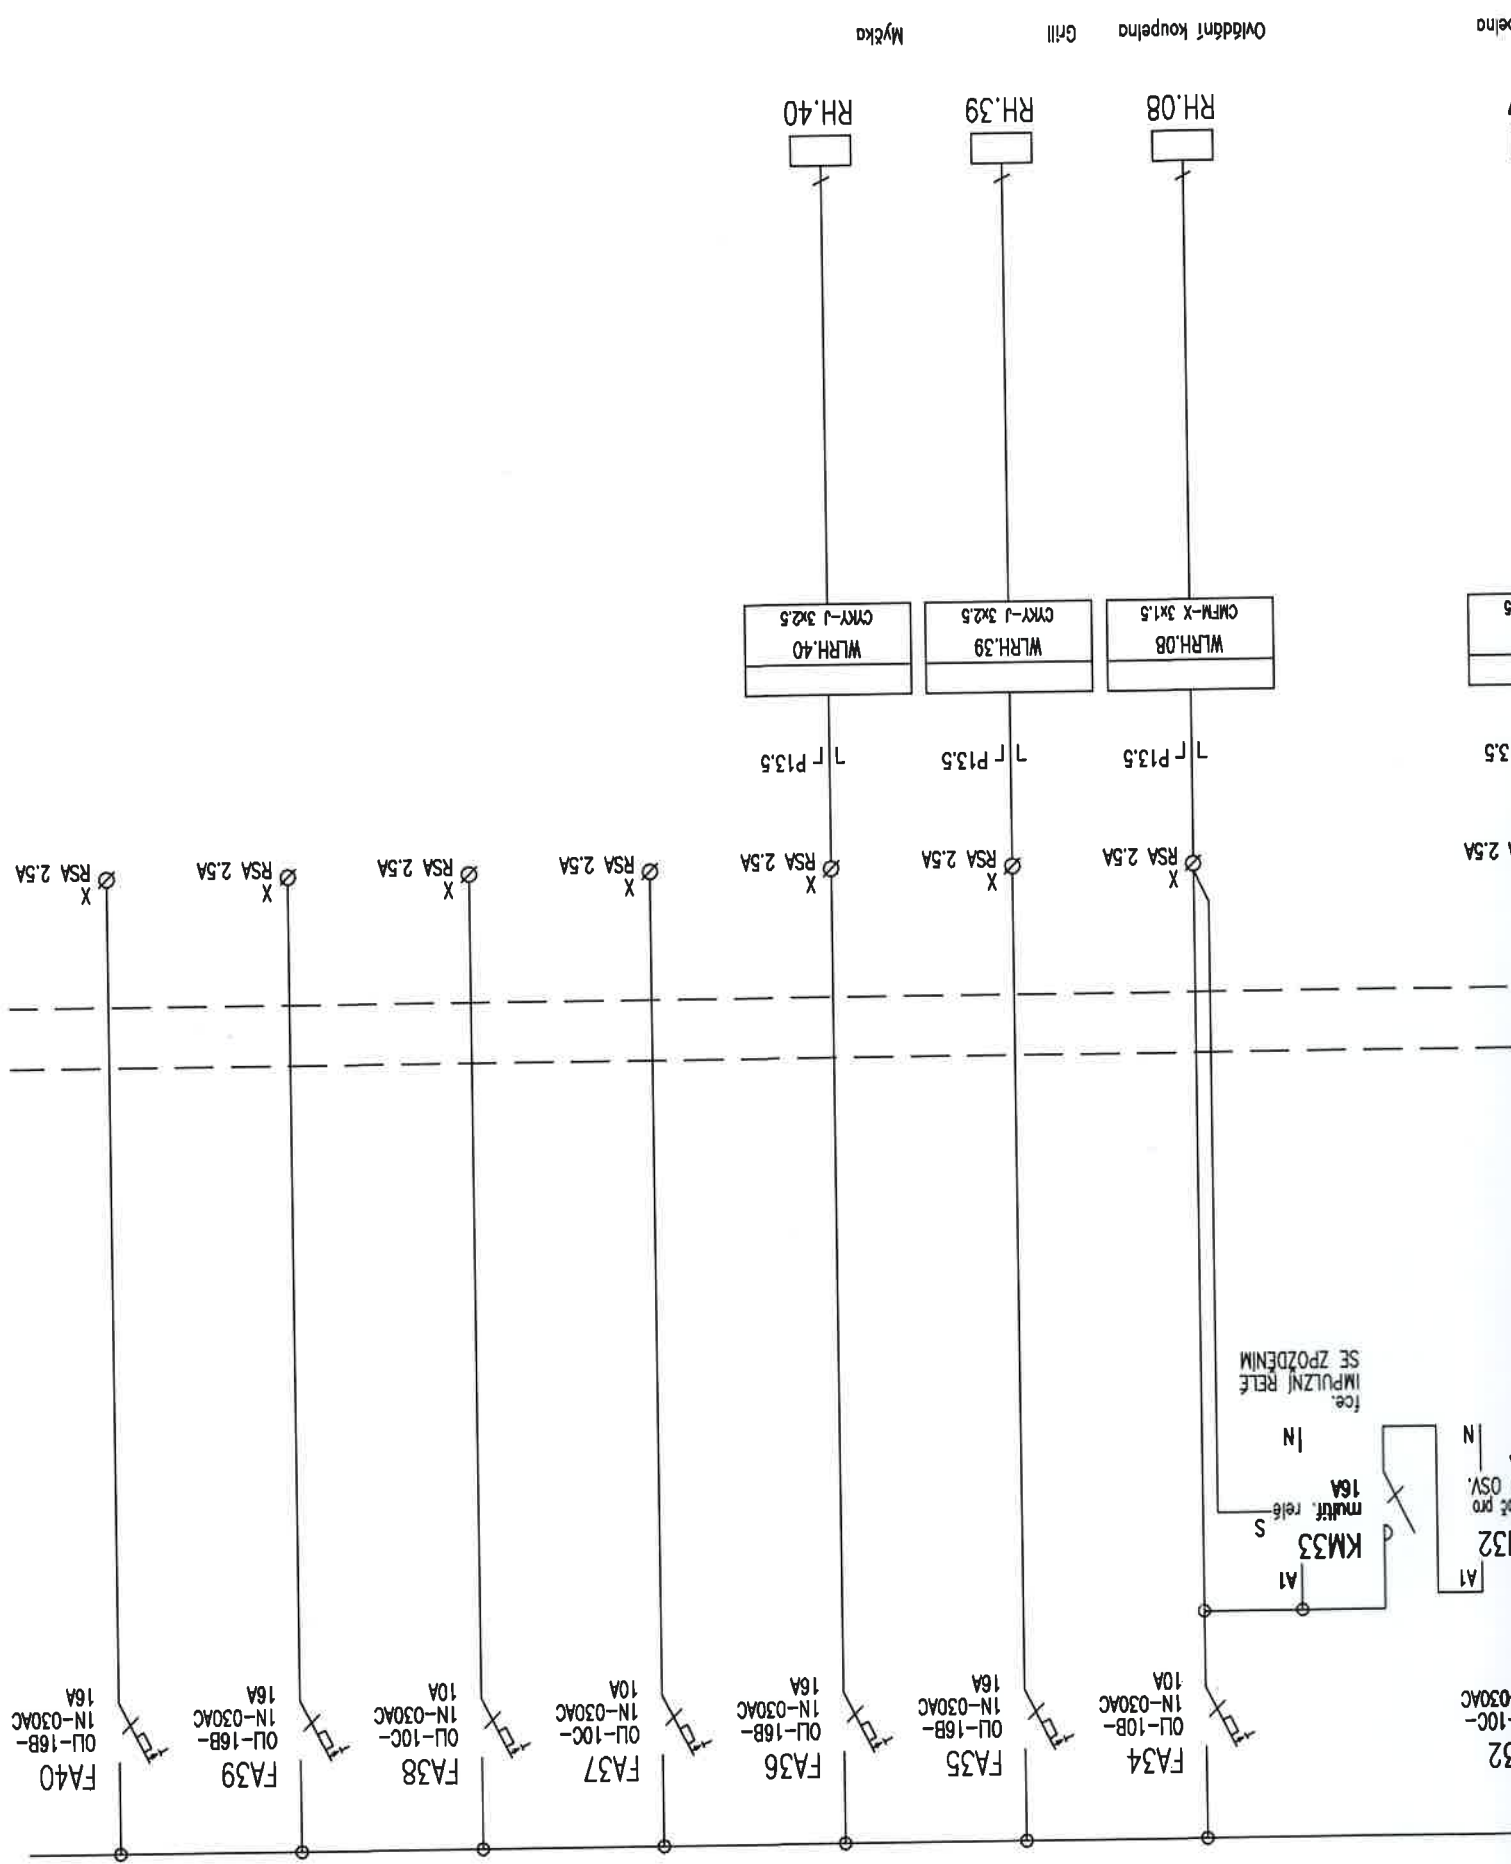 FA34
OLI-10B-
1N-030AC
10A
FA35
OLI-16B-
1N-030AC
16A
FA36
OLI-16B-
1N-030AC
16A
FA37
OLI-10C-
1N-030AC
10A
FA38
OLI-10C-
1N-030AC
10A
FA39
OLI-16B-
1N-030AC
16A
FA40
OLI-16B-
1N-030AC
16A
A1
A1
KM33
S
multif. relé
16A
pro
OSV.
N
N
fce.
IMPULZNÍ RELÉ
SE ZPOŽDĚNÍM
2.5A
X
RSA 2.5A
X
RSA 2.5A
X
RSA 2.5A
X
RSA 2.5A
X
RSA 2.5A
X
RSA 2.5A
X
RSA 2.5A
P13.5
P13.5
P13.5
WLRH.08
CMFM-X 3x1.5
WLRH.39
CYKY-J 3x2.5
WLRH.40
CYKY-J 3x2.5
RH.08
RH.39
RH.40
Ovládání koupelna
Grill
Myčka